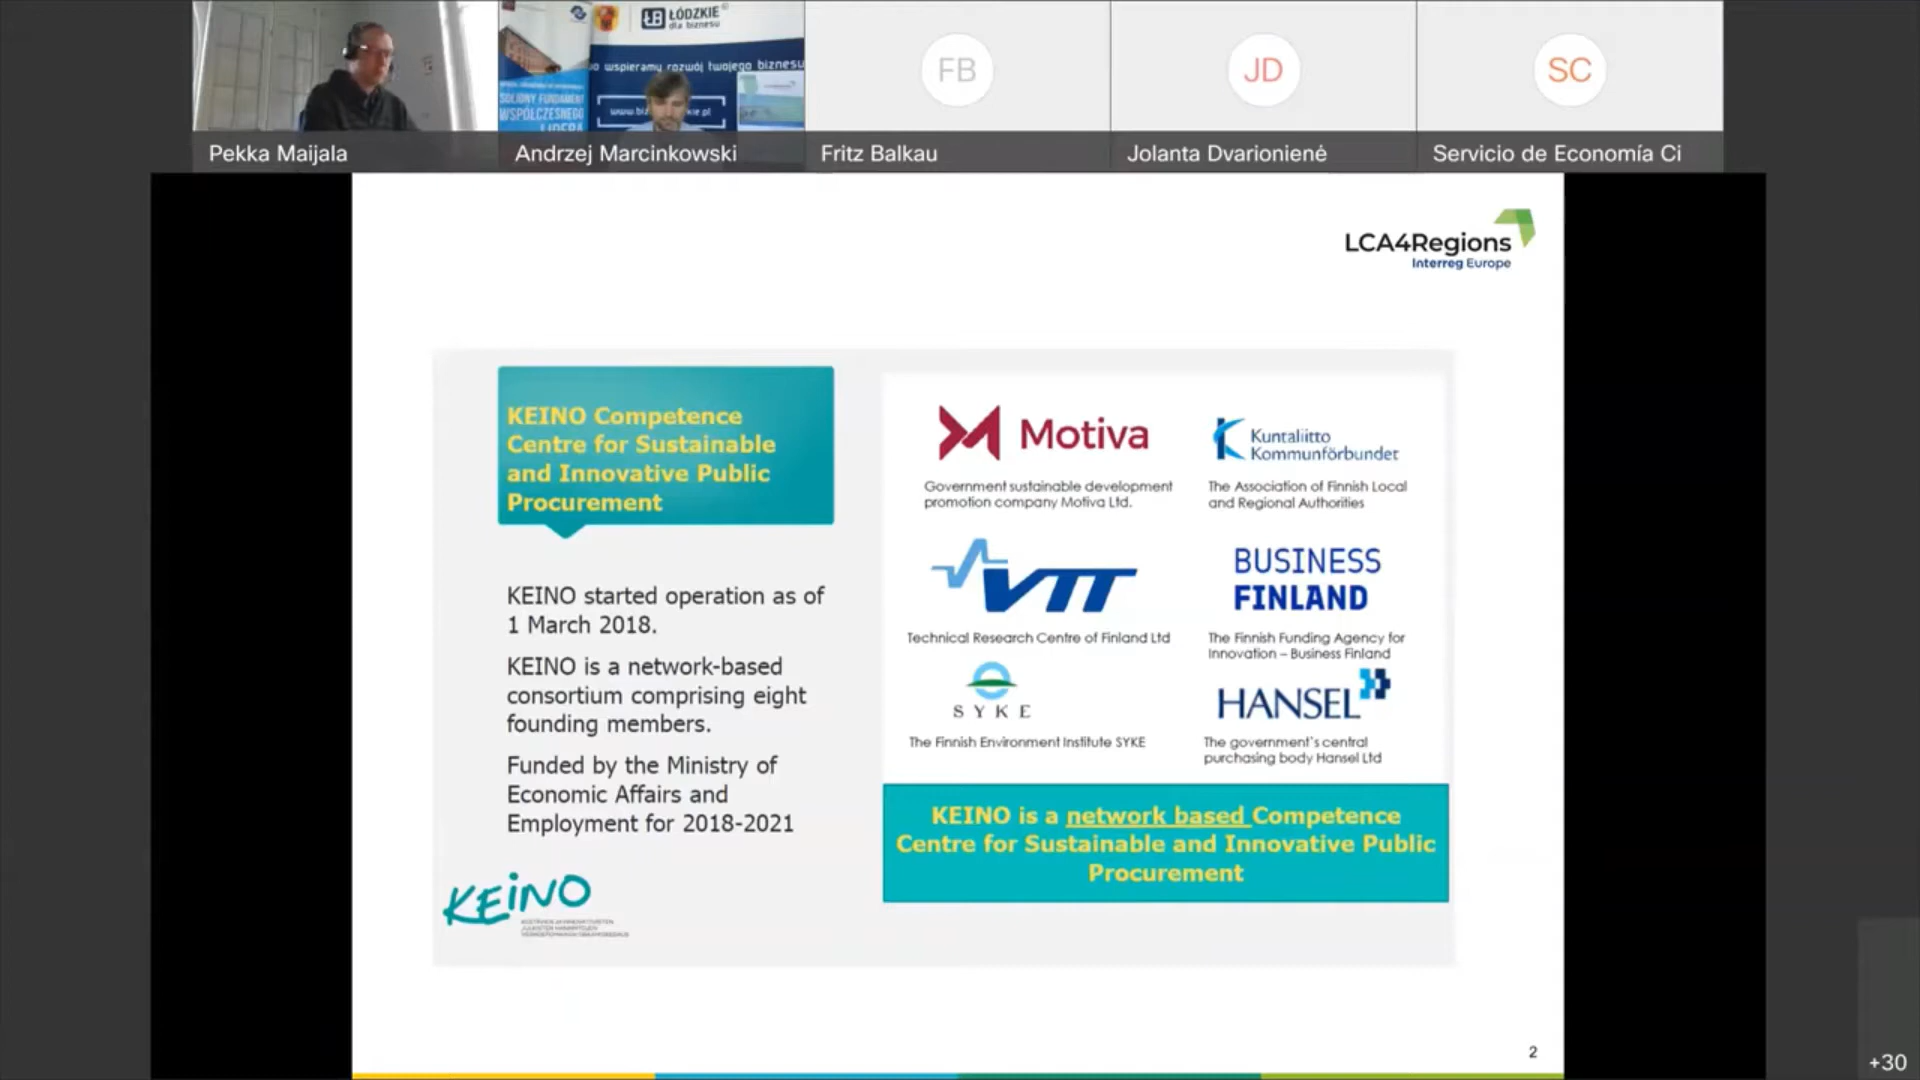 ŁÓDZKIE
dla biznesu
wspieramy rozwój twojego biznesu
SOLIDNY FUNDAMENT
WSPÓŁCZESNEGO
LIDERA
FB
JD
SC
Pekka Maijala
Andrzej Marcinkowski
Fritz Balkau
Jolanta Dvarionienė
Servicio de Economía Ci
LCA4Regions
Interreg Europe
KEINO Competence
Centre for Sustainable
and Innovative Public
Procurement
KEINO started operation as of
1 March 2018.
KEINO is a network-based
consortium comprising eight
founding members.
Funded by the Ministry of
Economic Affairs and
Employment for 2018-2021
KEINO
Motiva
Government sustainable development
promotion company Motiva Ltd.
Kuntaliitto
Kommunförbundet
The Association of Finnish Local
and Regional Authorities
VTT
Technical Research Centre of Finland Ltd
BUSINESS
FINLAND
The Finnish Funding Agency for
Innovation – Business Finland
SYKE
The Finnish Environment Institute SYKE
HANSEL
The government`s central
purchasing body Hansel Ltd
KEINO is a network based Competence
Centre for Sustainable and Innovative Public
Procurement
2
+30